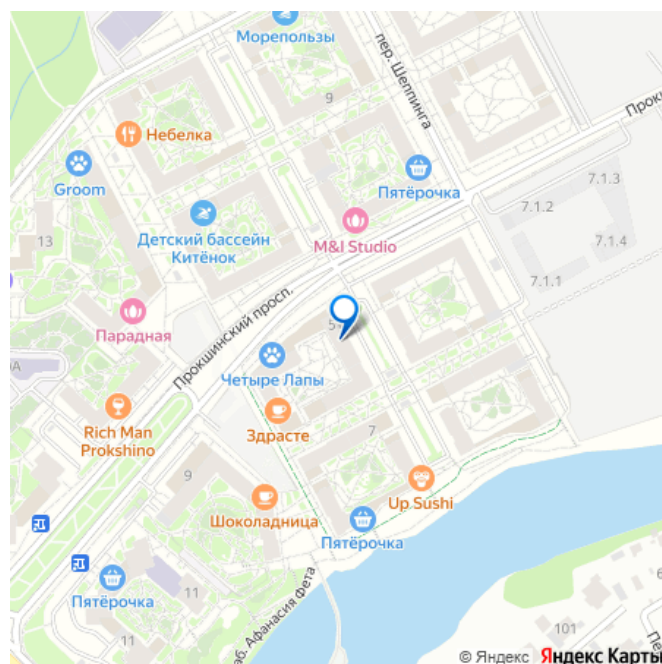 Морепользы
пер. Шеппинга
9
Небелка
Groom
Пятёрочка
7.1.3
7.1.2
7.1.4
Детский бассейн
Китёнок
M&I Studio
13
7.1.1
Прокшинский просп.
Парадная
Четыре Лапы
Rich Man
Prokshino
Здрасте
7
9
Up Sushi
Шоколадница
Пятёрочка
Пятёрочка
11
11
наб. Афанасия Фета
101
© Яндекс Яндекс Карты